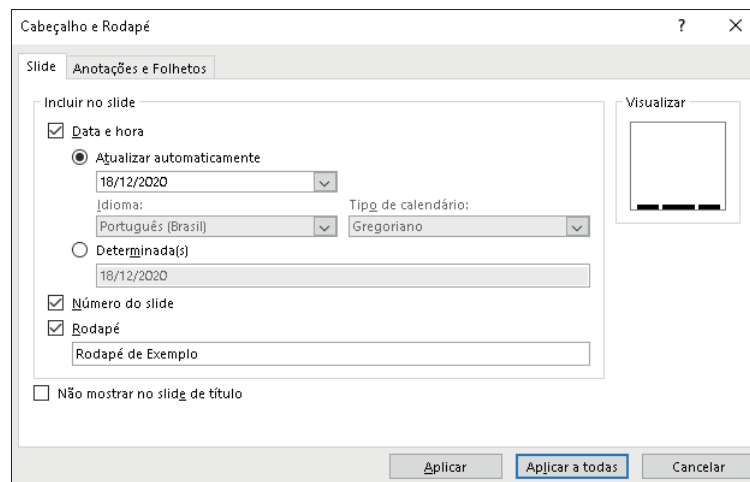 Cabeçalho e Rodapé ? X
Slide Anotações e Folhetos
Incluir no slide Visualizar
Data e hora
Atualizar automaticamente
18/12/2020
Idioma: Tipo de calendário:
Português (Brasil) Gregoriano
Determinada(s)
18/12/2020
Número do slide
Rodapé
Rodapé de Exemplo
Não mostrar no slide de título
Aplicar Aplicar a todas Cancelar